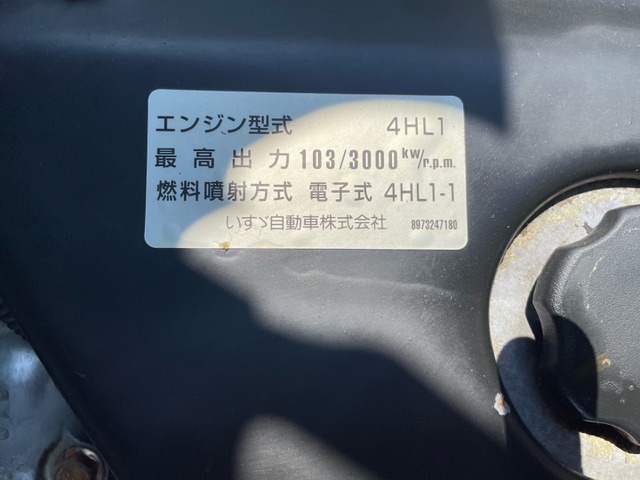 エンジン型式 4HL1
最高出力 103/3000 kW/r.p.m.
燃料噴射方式 電子式 4HL1-1
いすゞ自動車株式会社 8973247180